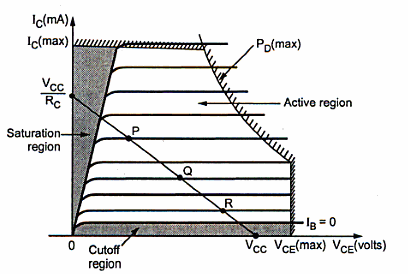 I_C(mA)
I_C(max)
P_D(max)
V_CC
R_C
Active region
Saturation
region
P
Q
R
I_B = 0
0
Cutoff
region
V_CC
V_CE(max)
V_CE(volts)